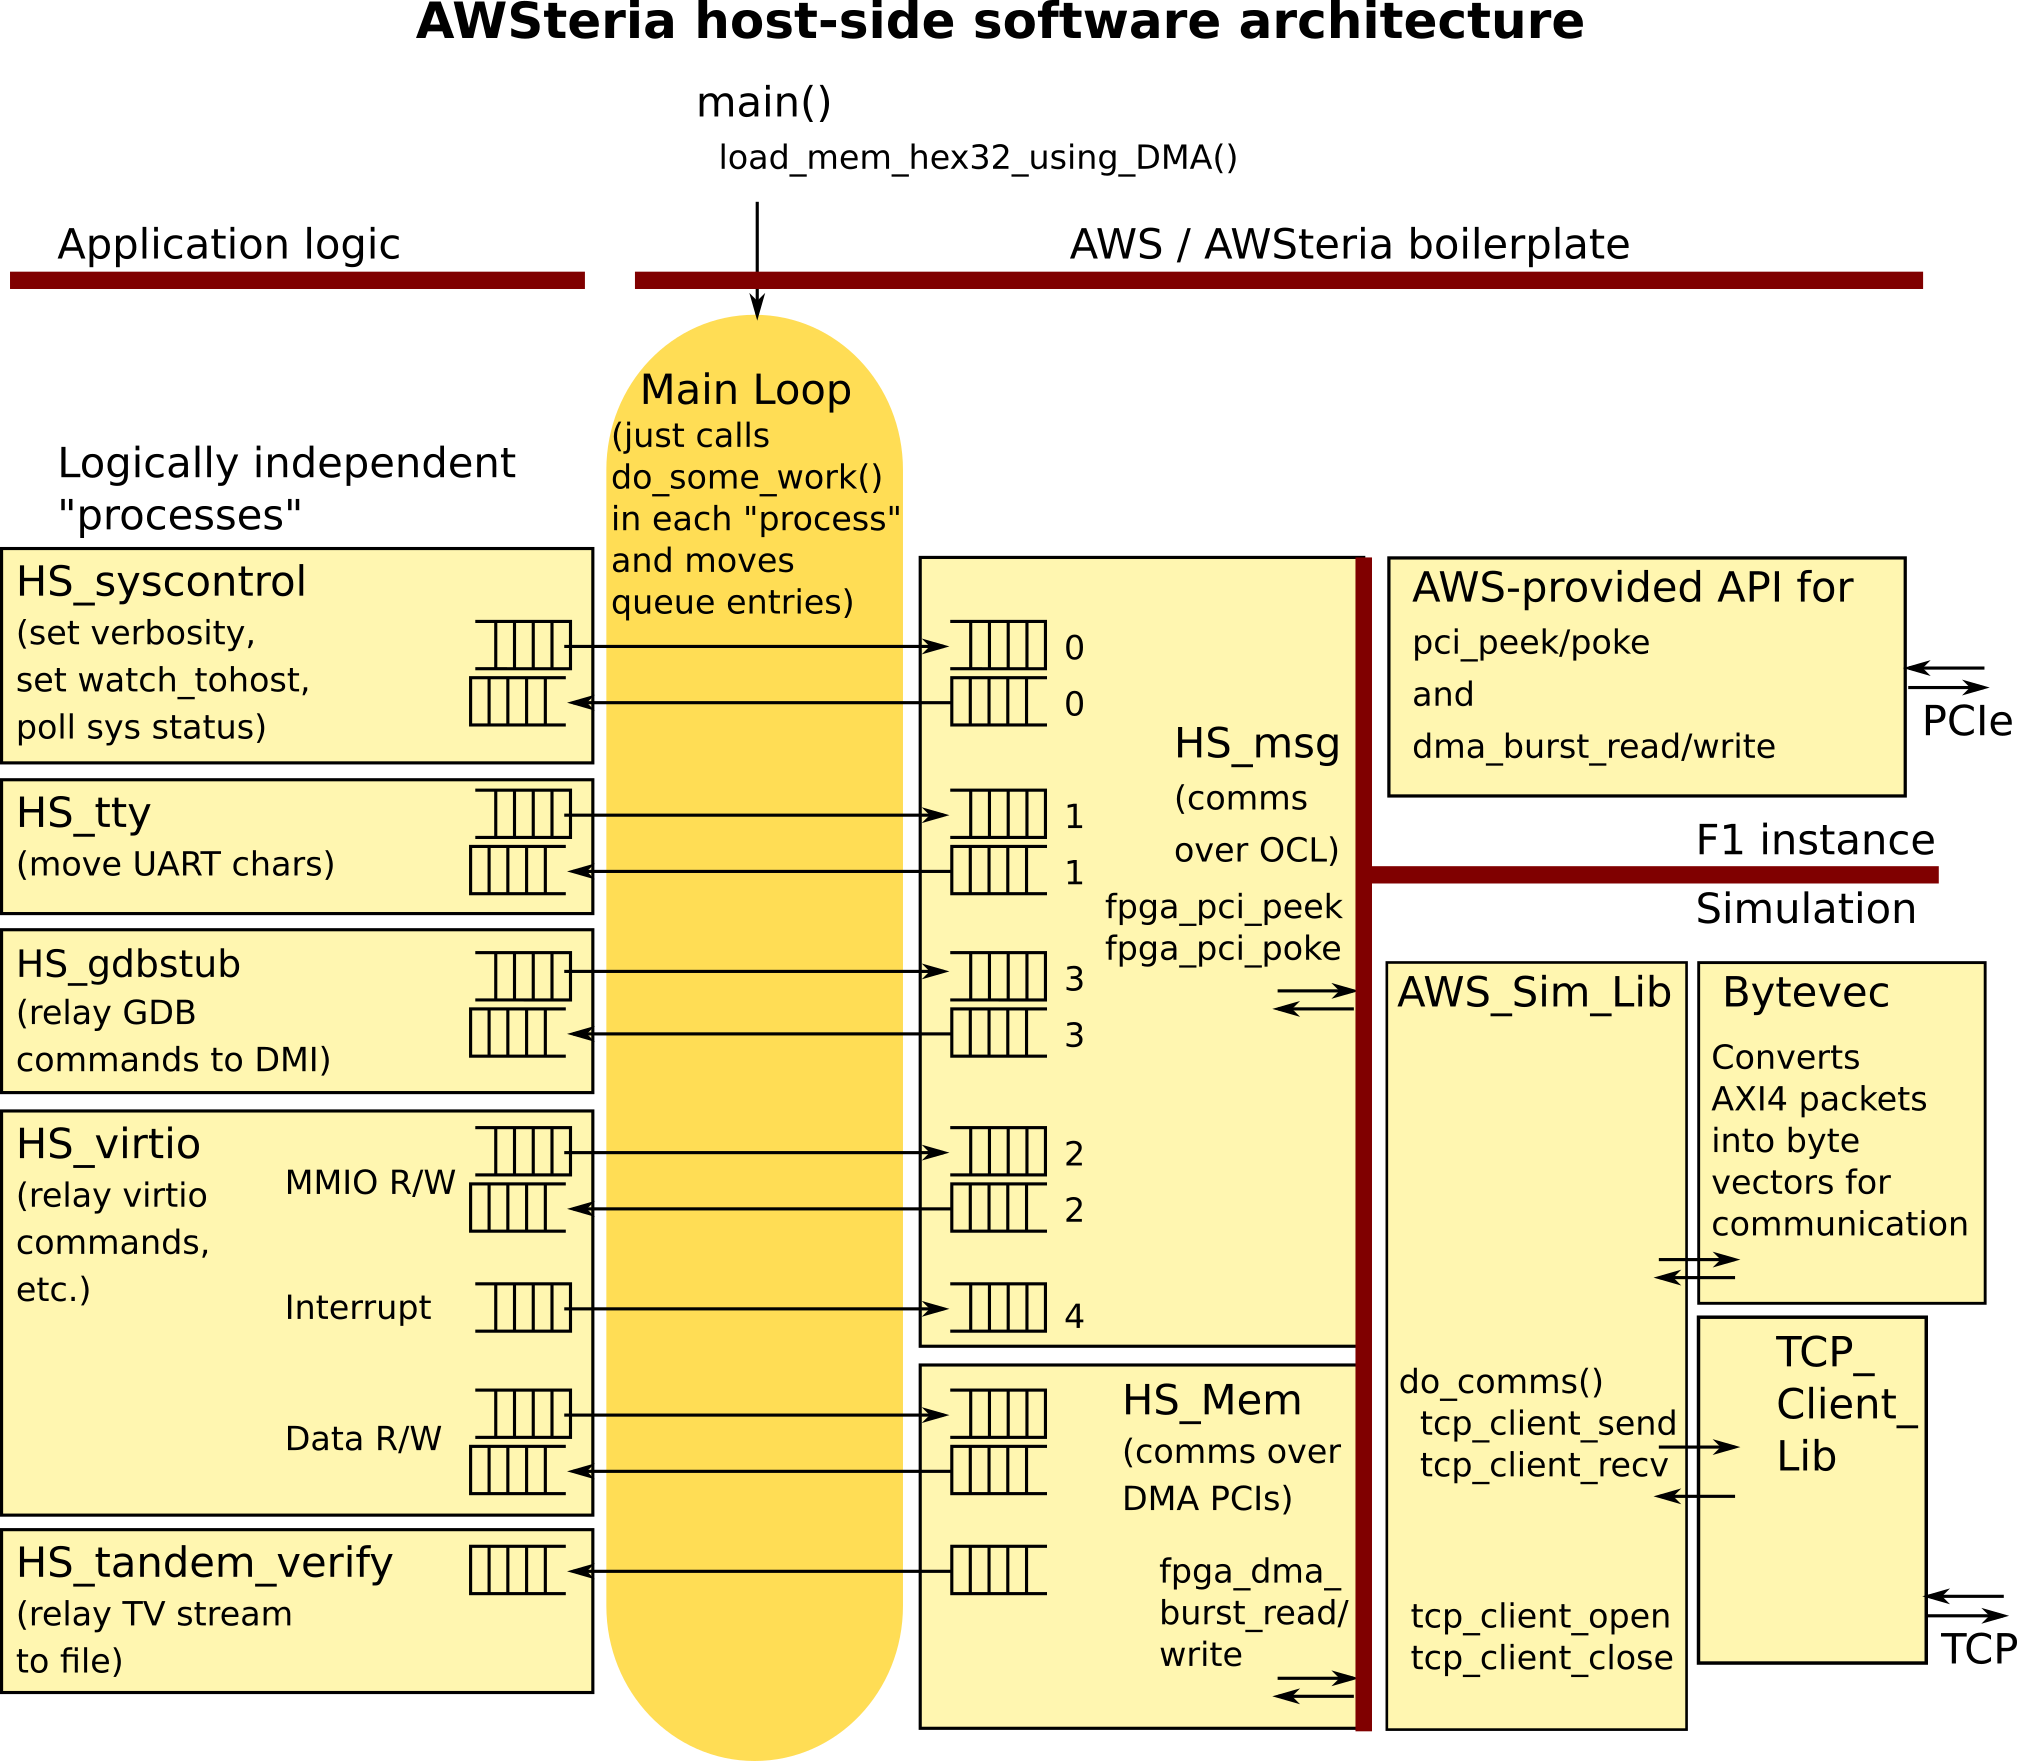 AWSteria host-side software architecture
main()
load_mem_hex32_using_DMA()
Application logic
AWS / AWSteria boilerplate
Main Loop
(just calls
do_some_work()
in each "process"
and moves
queue entries)
Logically independent
"processes"
HS_syscontrol
(set verbosity,
set watch_tohost,
poll sys status)
HS_tty
(move UART chars)
HS_gdbstub
(relay GDB
commands to DMI)
HS_virtio
(relay virtio
commands,
etc.)
MMIO R/W
Interrupt
Data R/W
HS_tandem_verify
(relay TV stream
to file)
0
0
1
1
3
3
2
2
4
HS_msg
(comms
over OCL)
fpga_pci_peek
fpga_pci_poke
HS_Mem
(comms over
DMA PCIs)
fpga_dma_
burst_read/
write
AWS-provided API for
pci_peek/poke
and
dma_burst_read/write
PCIe
F1 instance
Simulation
AWS_Sim_Lib
do_comms()
tcp_client_send
tcp_client_recv
tcp_client_open
tcp_client_close
Bytevec
Converts
AXI4 packets
into byte
vectors for
communication
TCP_
Client_
Lib
TCP